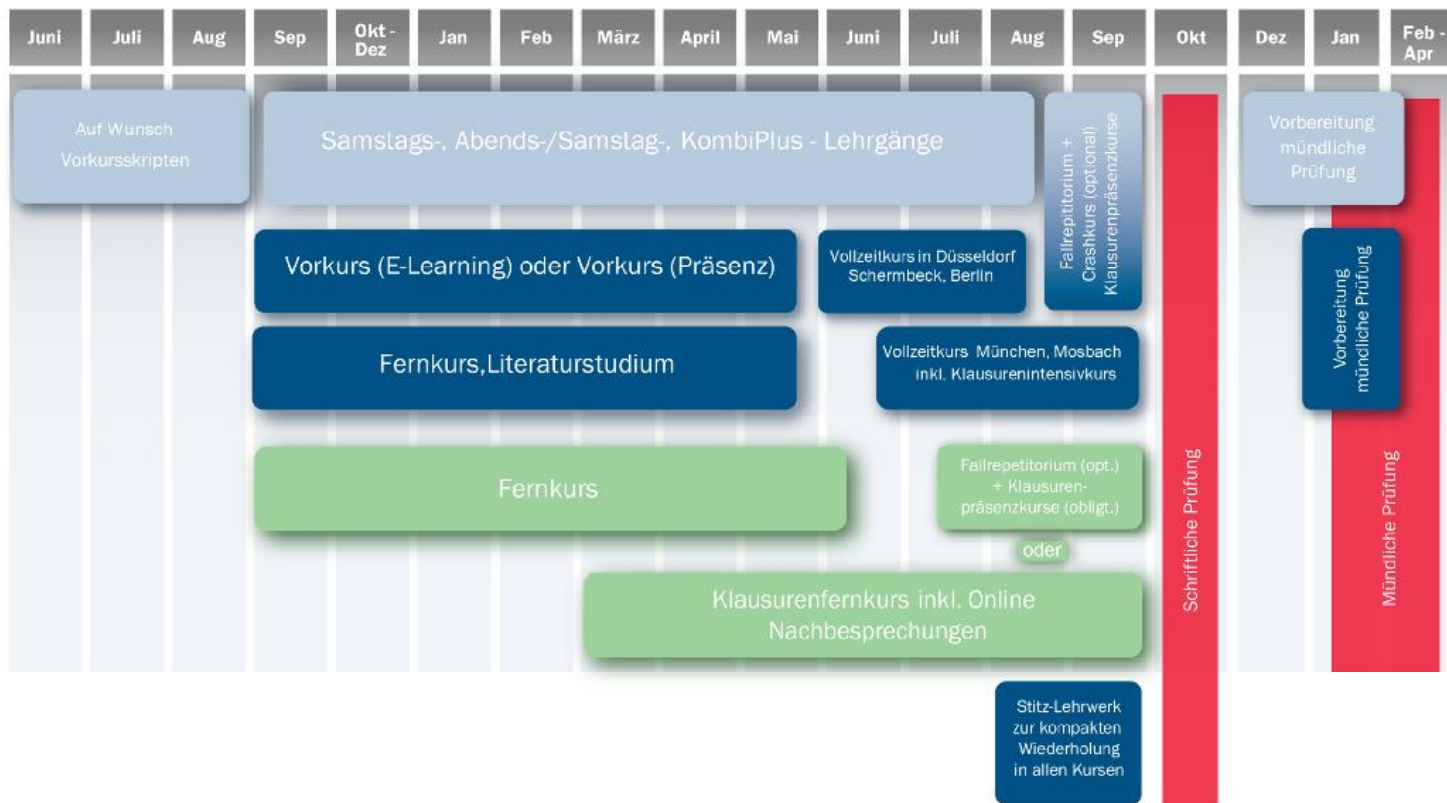 Juni
Juli
Aug
Sep
Okt -
Dez
Jan
Feb
März
April
Mai
Juni
Juli
Aug
Sep
Okt
Dez
Jan
Feb -
Apr
Auf Wunsch
Vorkursskripten
Samstags-, Abends-/Samstag-, KombiPlus - Lehrgänge
Fallrepititorium +
Crashkurs (optional)
Klausurenpräsenzkurse
Vorbereitung
mündliche
Prüfung
Vorkurs (E-Learning) oder Vorkurs (Präsenz)
Vollzeitkurs in Düsseldorf
Schermbeck, Berlin
Vorbereitung
mündliche Prüfung
Fernkurs,Literaturstudium
Vollzeitkurs München, Mosbach
inkl. Klausurenintensivkurs
Fernkurs
Fallrepetitorium (opt.)
+ Klausuren-
präsenzkurse (obligt.)
oder
Klausurenfernkurs inkl. Online
Nachbesprechungen
Schriftliche Prüfung
Mündliche Prüfung
Stitz-Lehrwerk
zur kompakten
Wiederholung
in allen Kursen